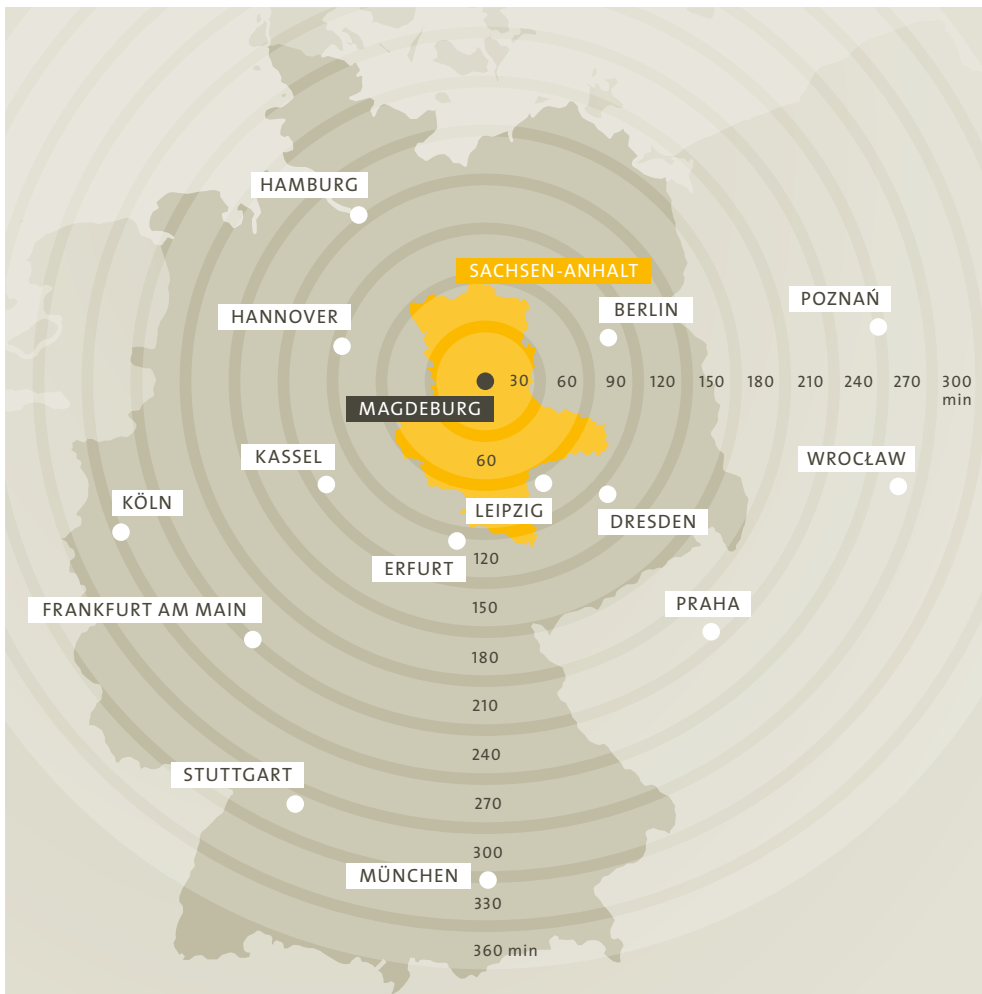 HAMBURG
SACHSEN-ANHALT
POZNAŃ
BERLIN
HANNOVER
30 60 90 120 150 180 210 240 270 300
min
MAGDEBURG
KASSEL
60
WROCŁAW
KÖLN
LEIPZIG
DRESDEN
120
ERFURT
PRAHA
FRANKFURT AM MAIN
150
180
210
240
STUTTGART
270
300
MÜNCHEN
330
360 min